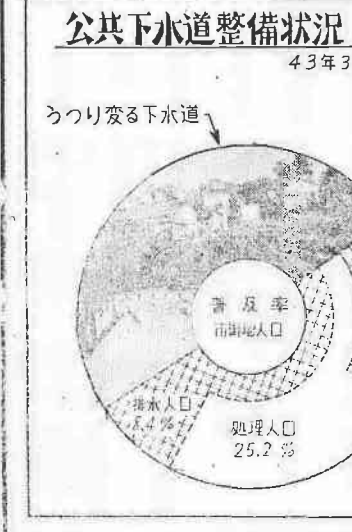 公共下水道整備状況
43年3
うつり変る下水道
普及率
市街地人口
排水人口
8.4%
処理人口
25.2%